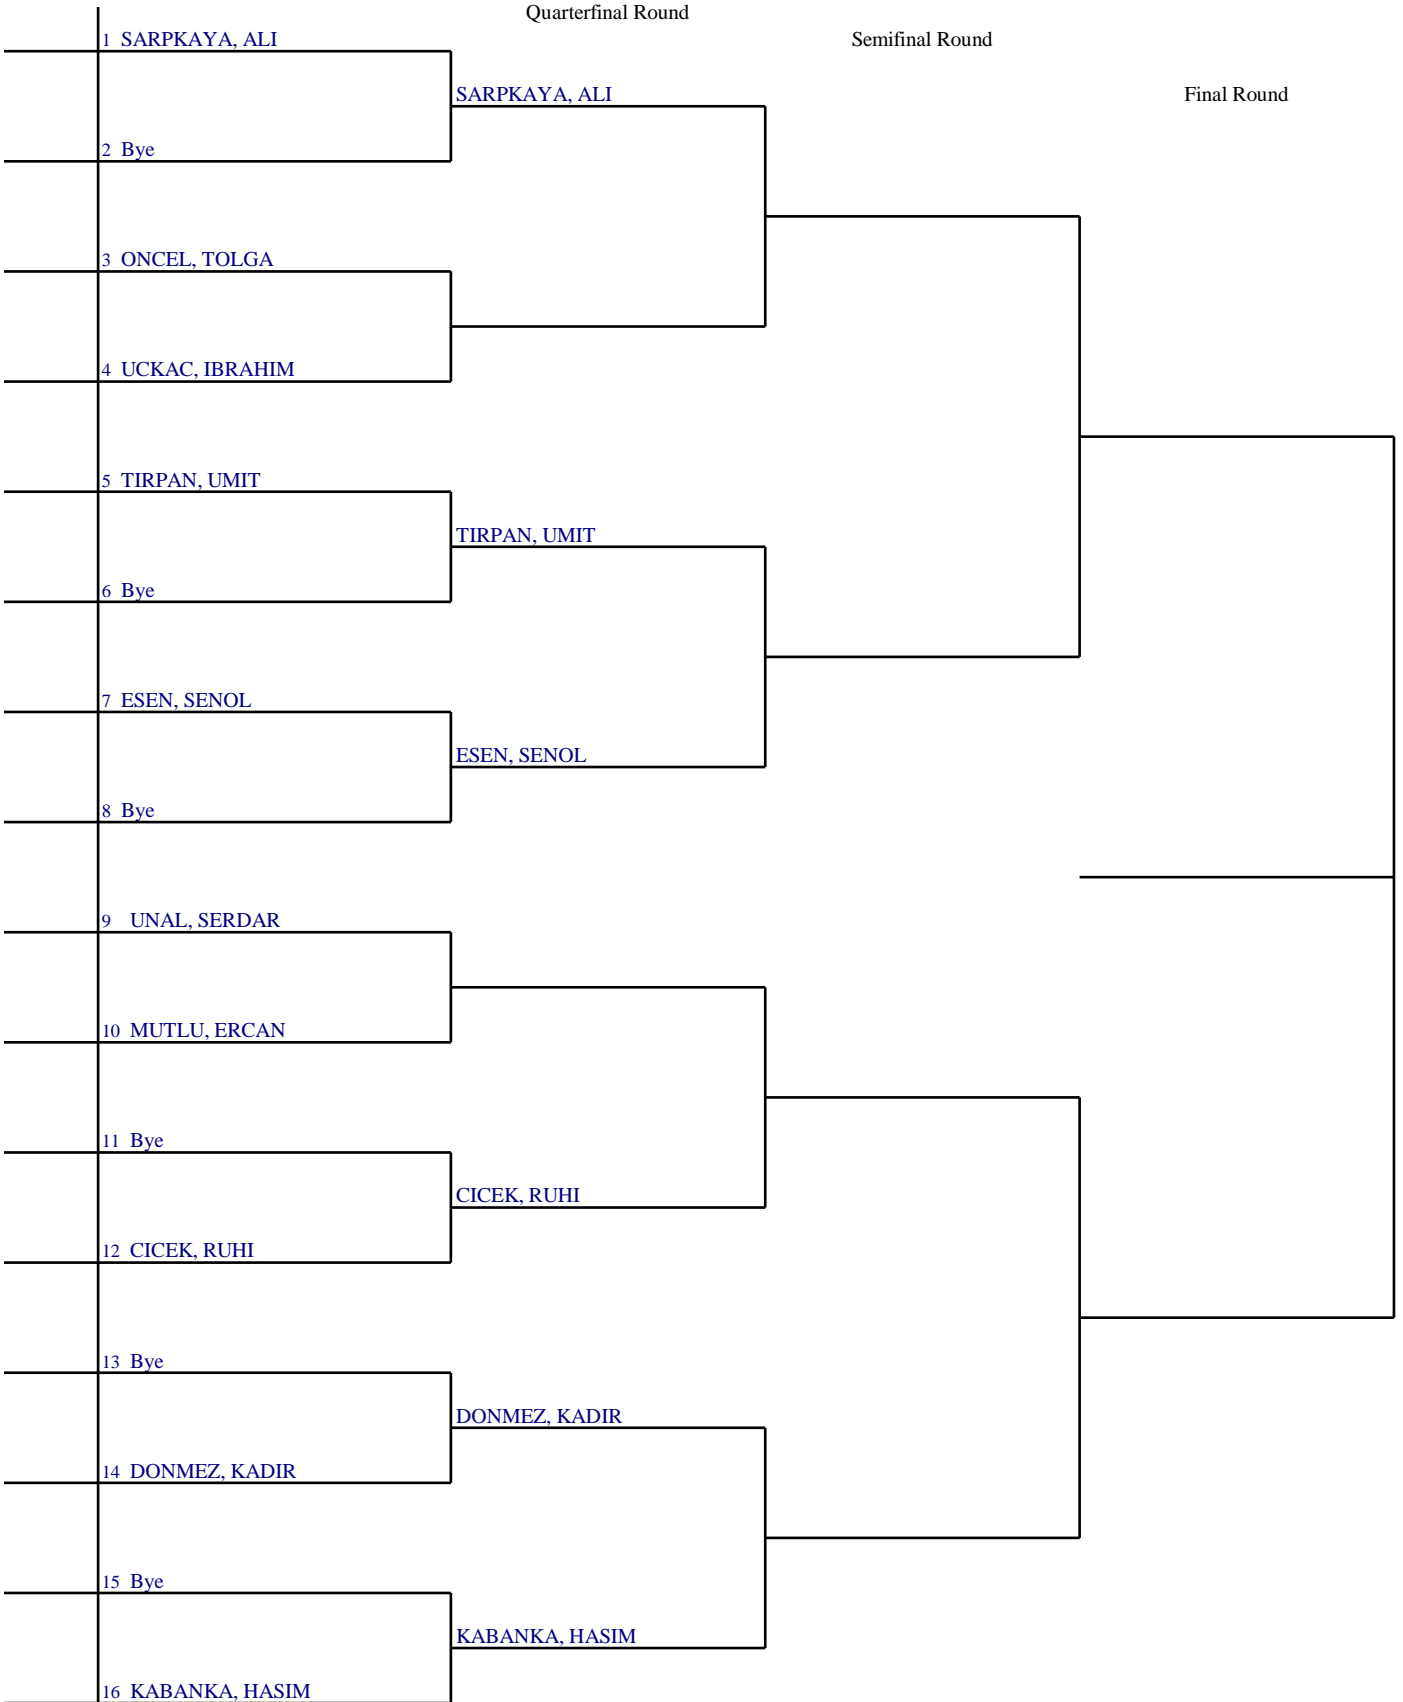 Quarterfinal Round
Semifinal Round
Final Round
1 SARPKAYA, ALI
SARPKAYA, ALI
2 Bye
3 ONCEL, TOLGA
4 UCKAC, IBRAHIM
5 TIRPAN, UMIT
TIRPAN, UMIT
6 Bye
7 ESEN, SENOL
ESEN, SENOL
8 Bye
9 UNAL, SERDAR
10 MUTLU, ERCAN
11 Bye
CICEK, RUHI
12 CICEK, RUHI
13 Bye
DONMEZ, KADIR
14 DONMEZ, KADIR
15 Bye
KABANKA, HASIM
16 KABANKA, HASIM